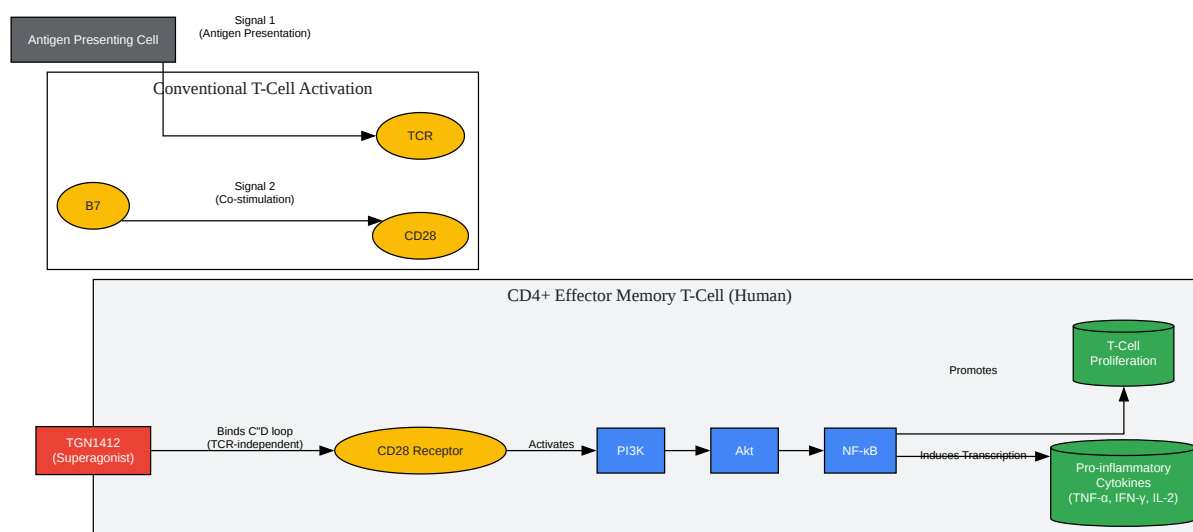 Signal 1
(Antigen Presentation)
Antigen Presenting Cell
Conventional T-Cell Activation
TCR
Signal 2
(Co-stimulation)
B7
CD28
CD4+ Effector Memory T-Cell (Human)
T-Cell
Proliferation
Promotes
TGN1412
(Superagonist)
Binds C"D loop
(TCR-independent)
CD28 Receptor
Activates
PI3K
Akt
NF-κB
Induces Transcription
Pro-inflammatory
Cytokines
(TNF-α, IFN-γ, IL-2)